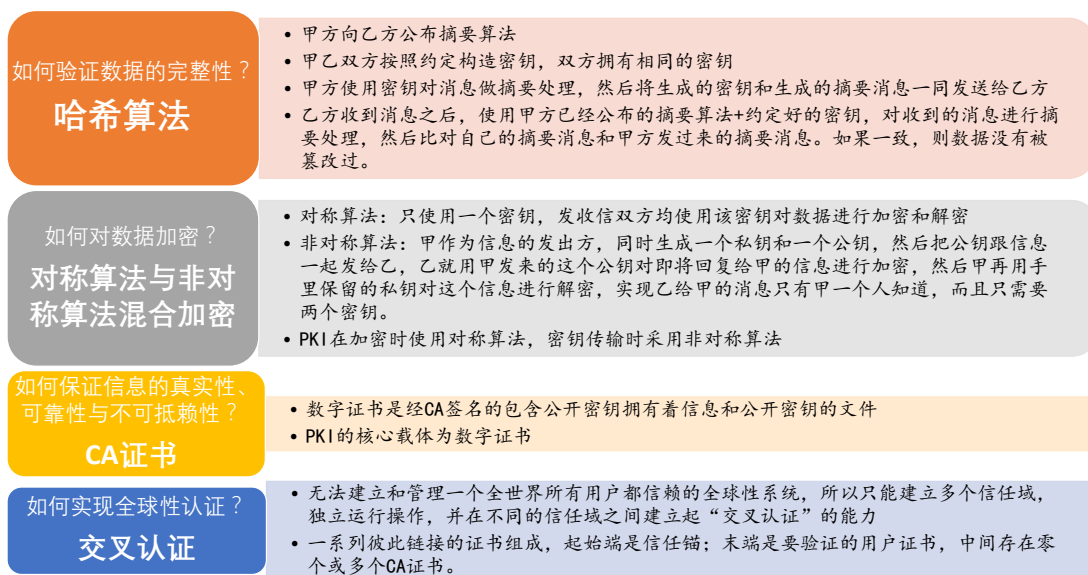 如何验证数据的完整性？
哈希算法
• 甲方向乙方公布摘要算法
• 甲乙双方按照约定构造密钥，双方拥有相同的密钥
• 甲方使用密钥对消息做摘要处理，然后将生成的密钥和生成的摘要消息一同发送给乙方
• 乙方收到消息之后，使用甲方已经公布的摘要算法+约定好的密钥，对收到的消息进行摘
要处理，然后比对自己的摘要消息和甲方发过来的摘要消息。如果一致，则数据没有被
篡改过。
如何对数据加密？
对称算法与非对
称算法混合加密
• 对称算法：只使用一个密钥，发收信双方均使用该密钥对数据进行加密和解密
• 非对称算法：甲作为信息的发出方，同时生成一个私钥和一个公钥，然后把公钥跟信息
一起发给乙，乙就用甲发来的这个公钥对即将回复给甲的信息进行加密，然后甲再用手
里保留的私钥对这个信息进行解密，实现乙给甲的消息只有甲一个人知道，而且只需要
两个密钥。
• PKI在加密时使用对称算法，密钥传输时采用非对称算法
如何保证信息的真实性、
可靠性与不可抵赖性？
CA证书
• 数字证书是经CA签名的包含公开密钥拥有着信息和公开密钥的文件
• PKI的核心载体为数字证书
如何实现全球性认证？
交叉认证
• 无法建立和管理一个全世界所有用户都信赖的全球性系统，所以只能建立多个信任域，
独立运行操作，并在不同的信任域之间建立起“交叉认证”的能力
• 一系列彼此链接的证书组成，起始端是信任锚；末端是要验证的用户证书，中间存在零
个或多个CA证书。